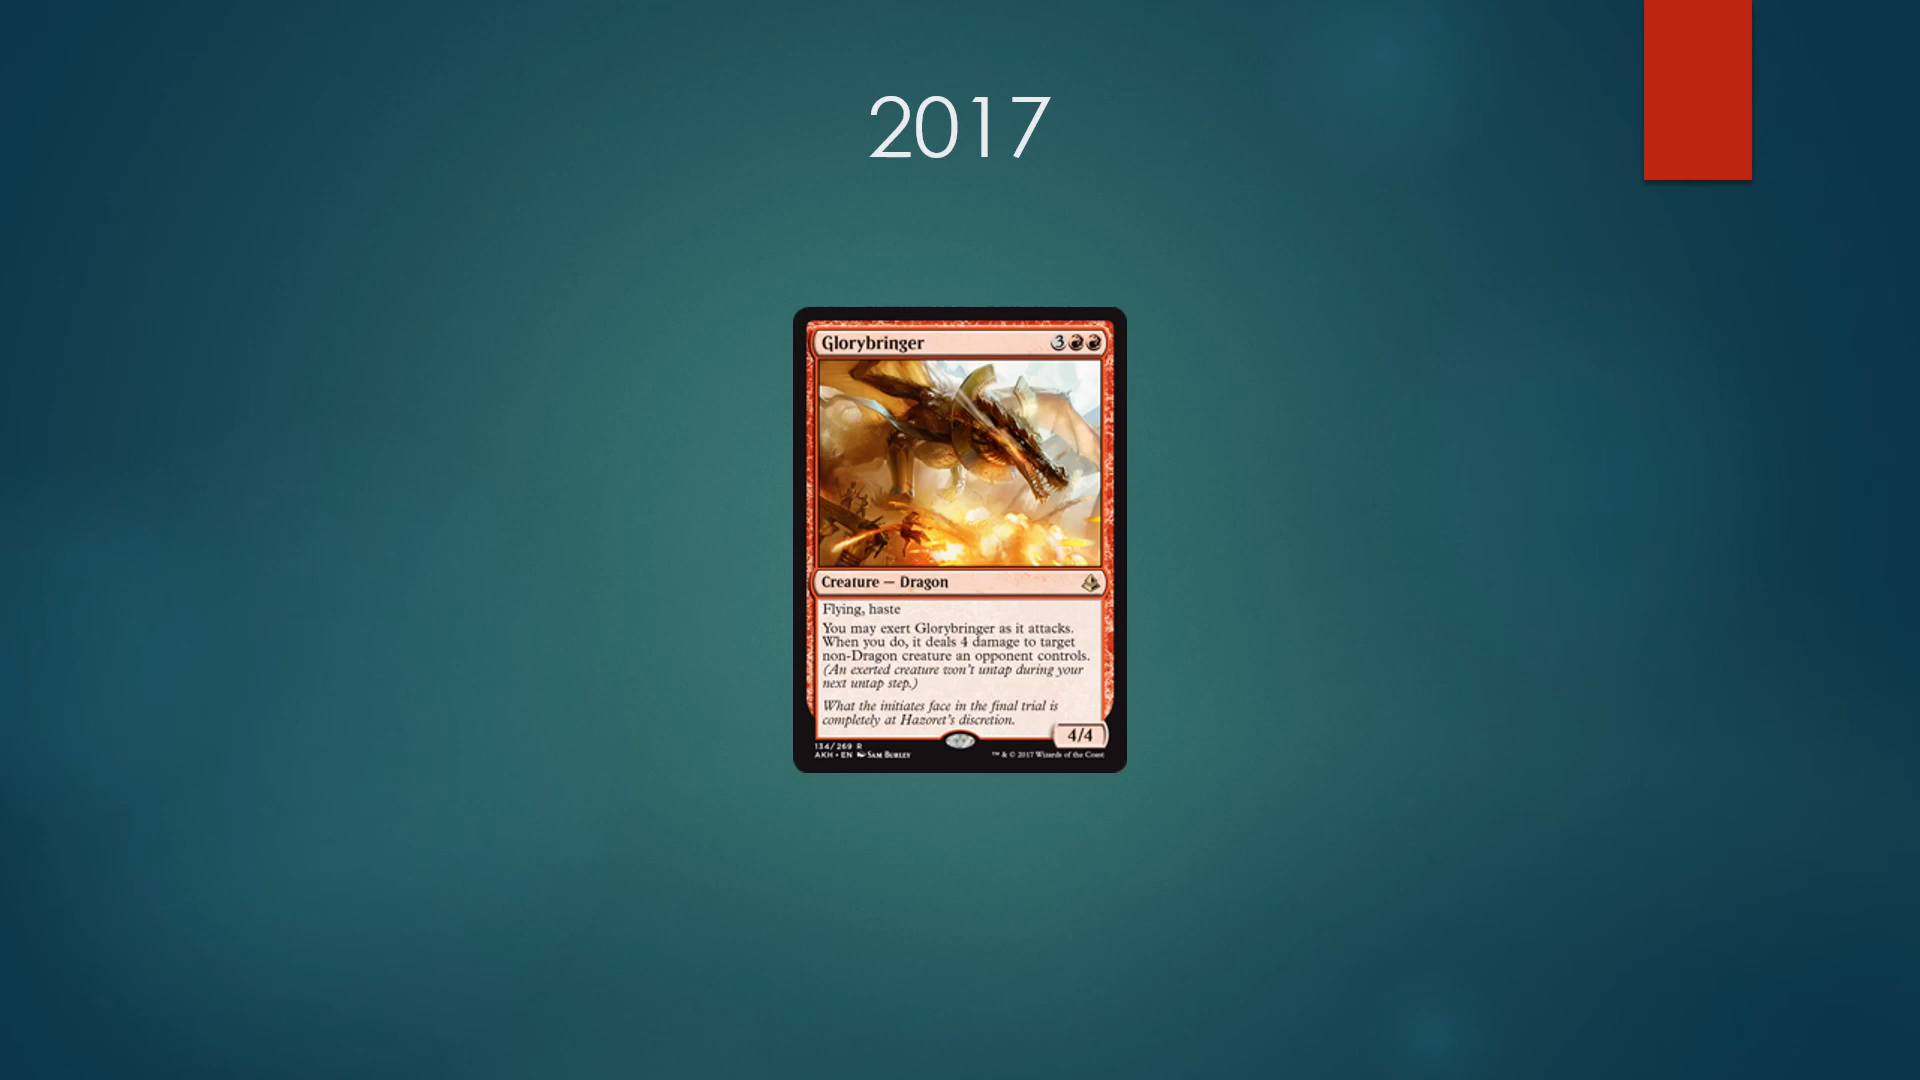 2017
Glorybringer 3
Creature — Dragon
Flying, haste
You may exert Glorybringer as it attacks.
When you do, it deals 4 damage to target
non-Dragon creature an opponent controls.
(An exerted creature won't untap during your
next untap step.)
What the initiates face in the final trial is
completely at Hazoret's discretion.
4/4
134/269 R
AKH • EN Sam Burley
™ & © 2017 Wizards of the Coast